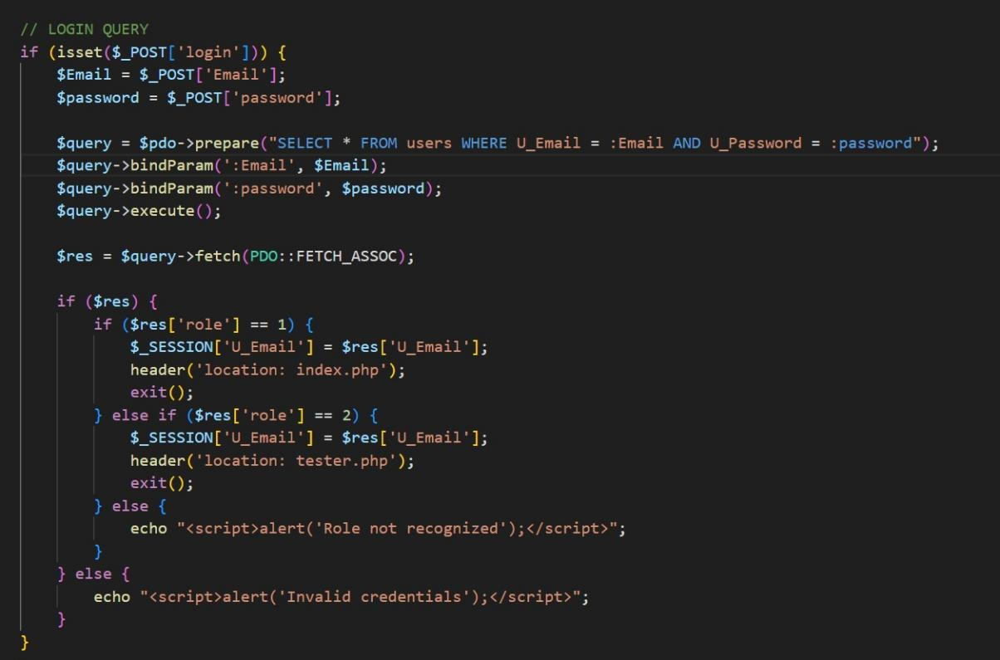 // LOGIN QUERY
if (isset($_POST['login'])) {
$Email = $_POST['Email'];
$password = $_POST['password'];
$query = $pdo->prepare("SELECT * FROM users WHERE U_Email = :Email AND U_Password = :password");
$query->bindParam(':Email', $Email);
$query->bindParam(':password', $password);
$query->execute();
$res = $query->fetch(PDO::FETCH_ASSOC);
if ($res) {
if ($res['role'] == 1) {
$_SESSION['U_Email'] = $res['U_Email'];
header('location: index.php');
exit();
} else if ($res['role'] == 2) {
$_SESSION['U_Email'] = $res['U_Email'];
header('location: tester.php');
exit();
} else {
echo "<script>alert('Role not recognized');</script>";
}
} else {
echo "<script>alert('Invalid credentials');</script>";
}
}